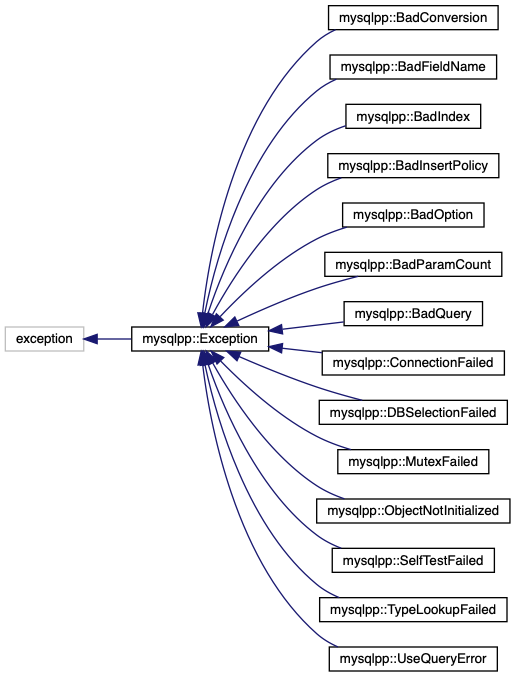 mysqlpp::BadConversion
mysqlpp::BadFieldName
mysqlpp::BadIndex
mysqlpp::BadInsertPolicy
mysqlpp::BadOption
mysqlpp::BadParamCount
mysqlpp::BadQuery
exception
mysqlpp::Exception
mysqlpp::ConnectionFailed
mysqlpp::DBSelectionFailed
mysqlpp::MutexFailed
mysqlpp::ObjectNotInitialized
mysqlpp::SelfTestFailed
mysqlpp::TypeLookupFailed
mysqlpp::UseQueryError